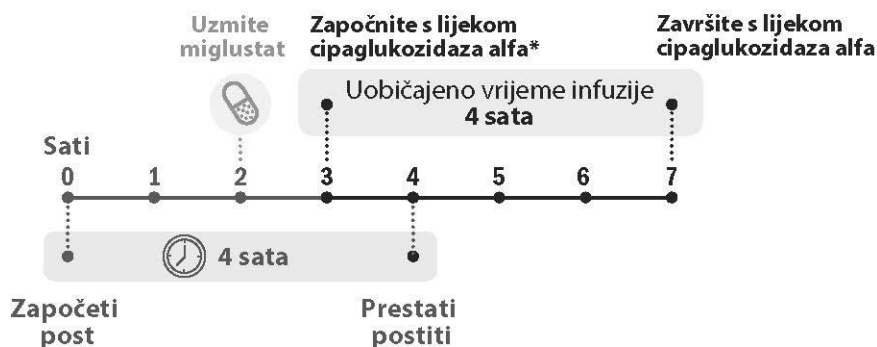 Uzmite
miglustat
Započnite s lijekom
cipaglukozidaza alfa*
Završite s lijekom
cipaglukozidaza alfa
Uobičajeno vrijeme infuzije
4 sata
Sati
0 1 2 3 4 5 6 7
4 sata
Započeti
post
Prestati
postiti